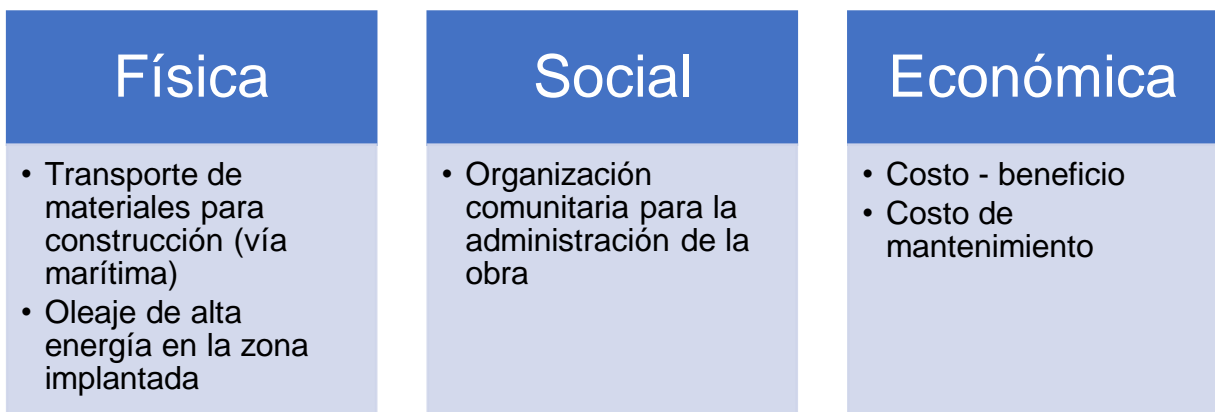 Física
• Transporte de
materiales para
construcción (vía
marítima)
• Oleaje de alta
energía en la zona
implantada
Social
• Organización
comunitaria para la
administración de la
obra
Económica
• Costo - beneficio
• Costo de
mantenimiento